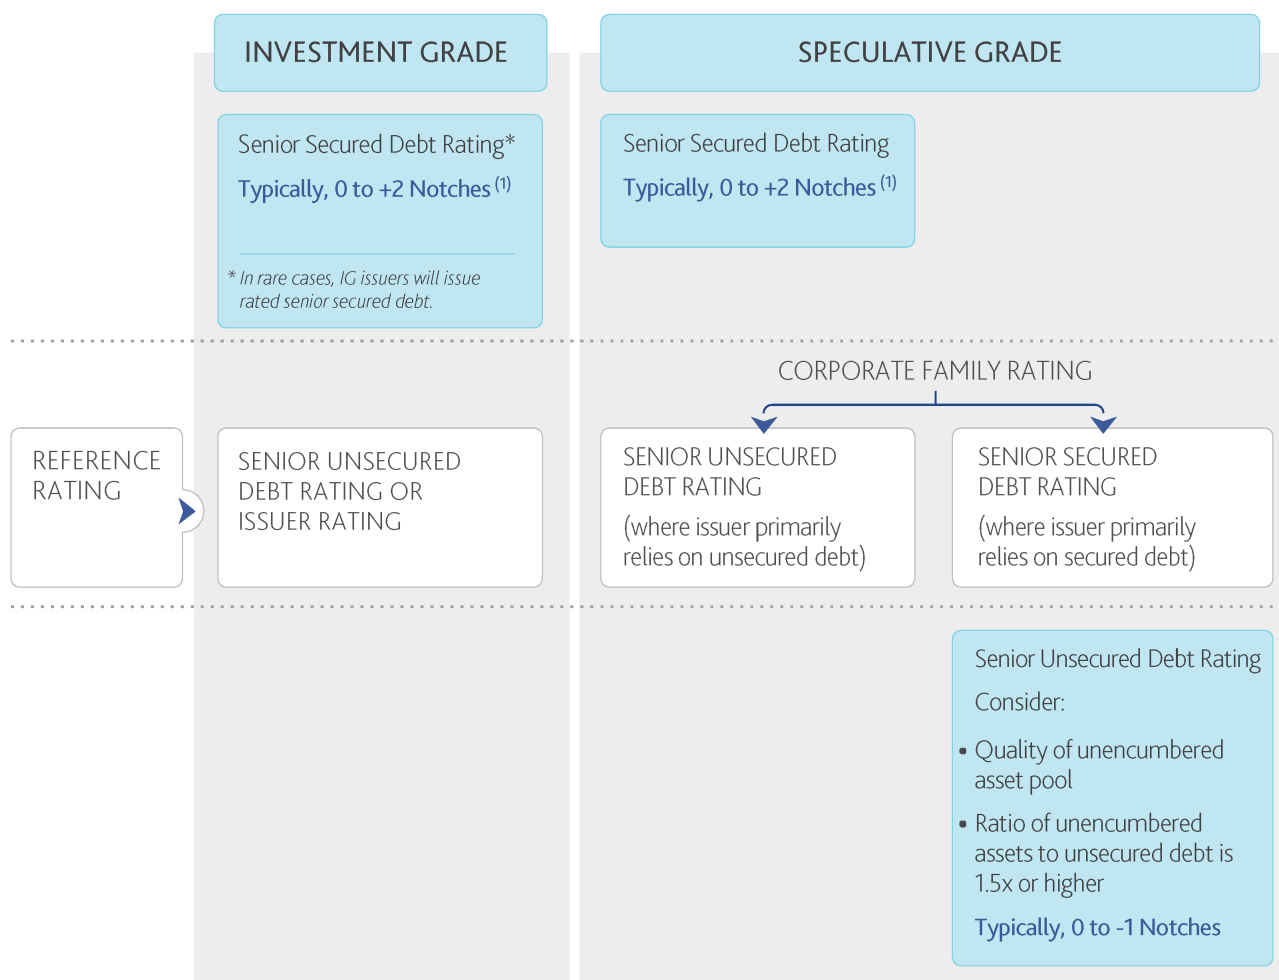 INVESTMENT GRADE
SPECULATIVE GRADE
Senior Secured Debt Rating*
Typically, 0 to +2 Notches (1)
* In rare cases, IG issuers will issue
rated senior secured debt.
Senior Secured Debt Rating
Typically, 0 to +2 Notches (1)
CORPORATE FAMILY RATING
REFERENCE
RATING
SENIOR UNSECURED
DEBT RATING OR
ISSUER RATING
SENIOR UNSECURED
DEBT RATING
(where issuer primarily
relies on unsecured debt)
SENIOR SECURED
DEBT RATING
(where issuer primarily
relies on secured debt)
Senior Unsecured Debt Rating
Consider:
• Quality of unencumbered
asset pool
• Ratio of unencumbered
assets to unsecured debt is
1.5x or higher
Typically, 0 to -1 Notches